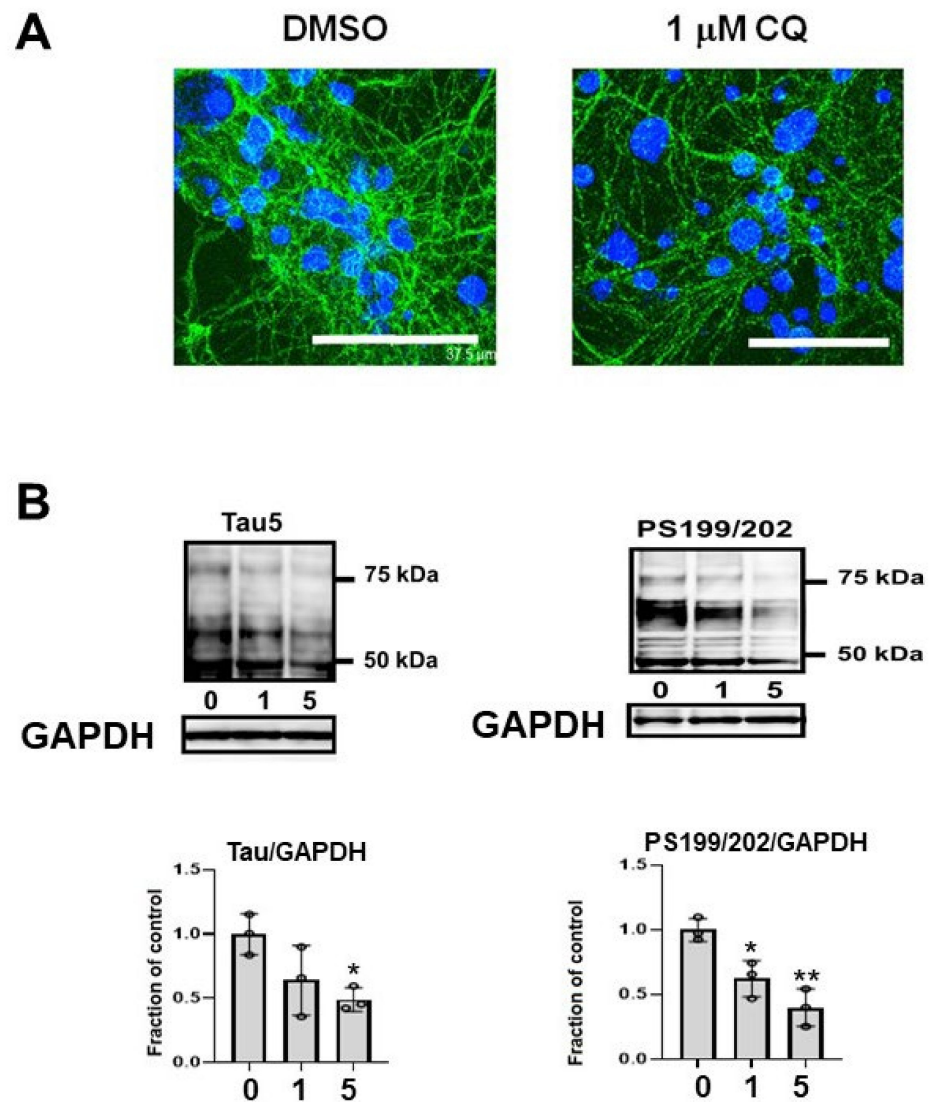 A
DMSO
1 μM CQ
37.5 μm
B
Tau5
75 kDa
50 kDa
0 1 5
GAPDH
PS199/202
75 kDa
50 kDa
0 1 5
GAPDH
Tau/GAPDH
Fraction of control
1.5
1.0
0.5
0.0
*
0 1 5
PS199/202/GAPDH
Fraction of control
1.5
1.0
0.5
0.0
*
**
0 1 5